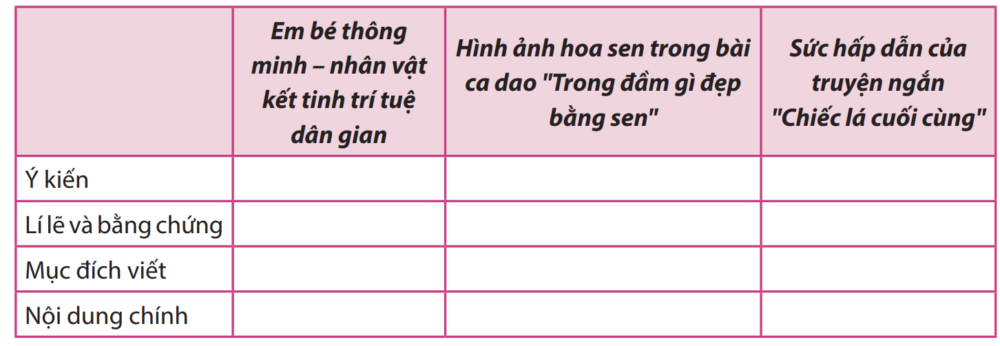 Em bé thông
minh – nhân vật
kết tinh trí tuệ
dân gian
Hình ảnh hoa sen trong bài
ca dao "Trong đầm gì đẹp
bằng sen"
Sức hấp dẫn của
truyện ngắn
"Chiếc lá cuối cùng"
Ý kiến
Lí lẽ và bằng chứng
Mục đích viết
Nội dung chính